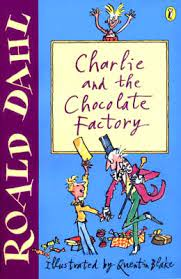 ROALD DAHL
Charlie
and the
Chocolate
Factory
Illustrated by Quentin Blake